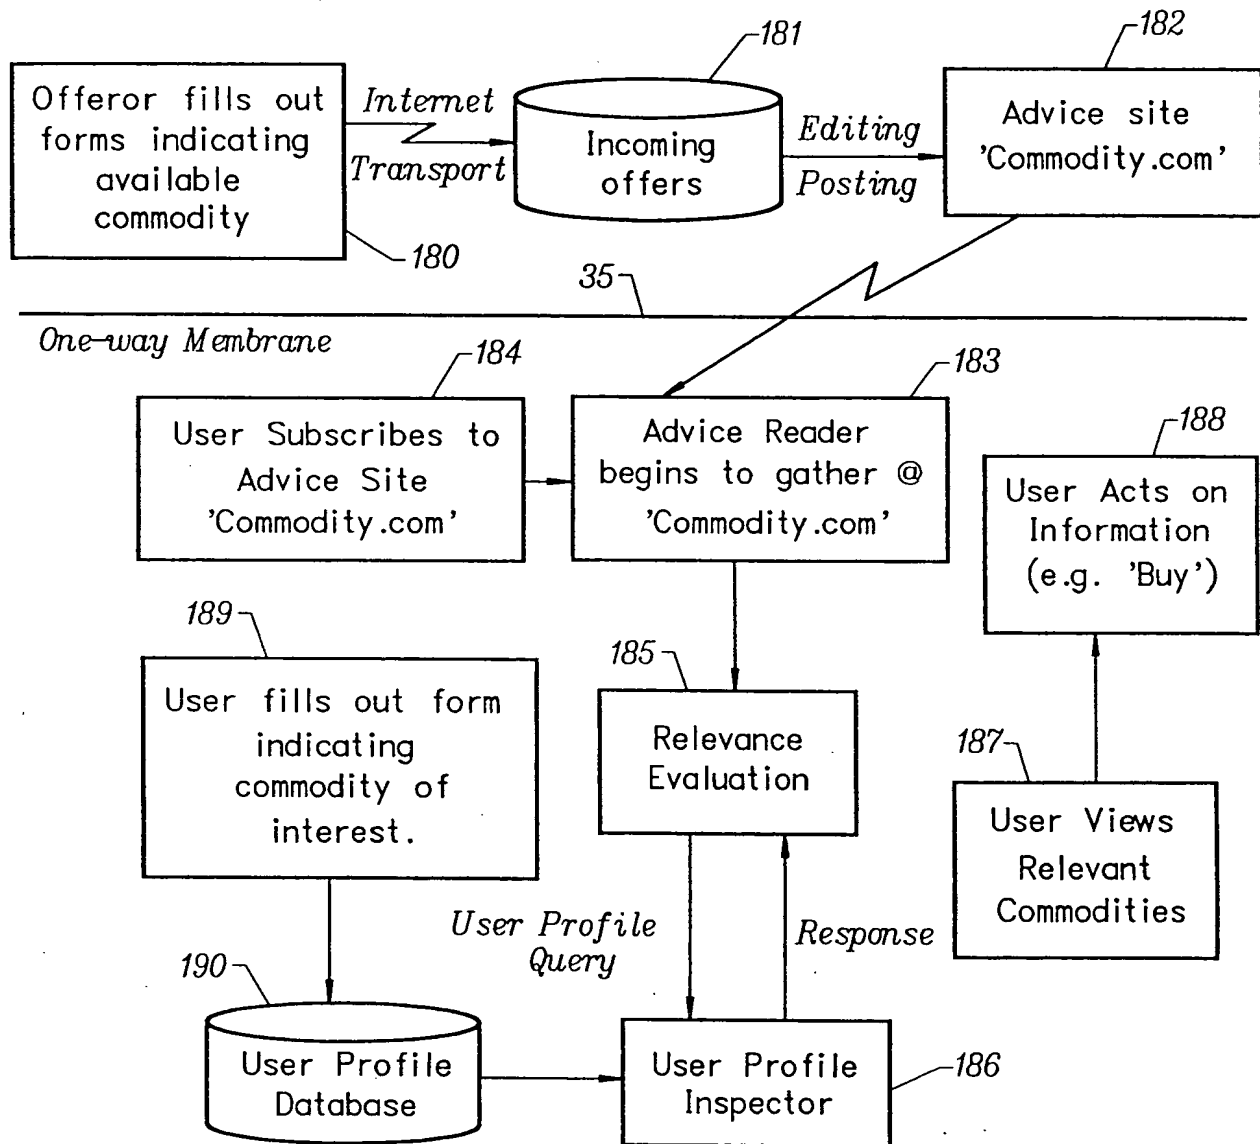 181
182
Offeror fills out
forms indicating
available
commodity
Internet
Transport
Incoming
offers
Editing
Posting
Advice site
'Commodity.com'
180
35
One-way Membrane
184
183
User Subscribes to
Advice Site
'Commodity.com'
Advice Reader
begins to gather @
'Commodity.com'
188
User Acts on
Information
(e.g. 'Buy')
189
User fills out form
indicating
commodity of
interest.
185
Relevance
Evaluation
187
User Views
Relevant
Commodities
User Profile
Query
Response
190
User Profile
Database
User Profile
Inspector
186